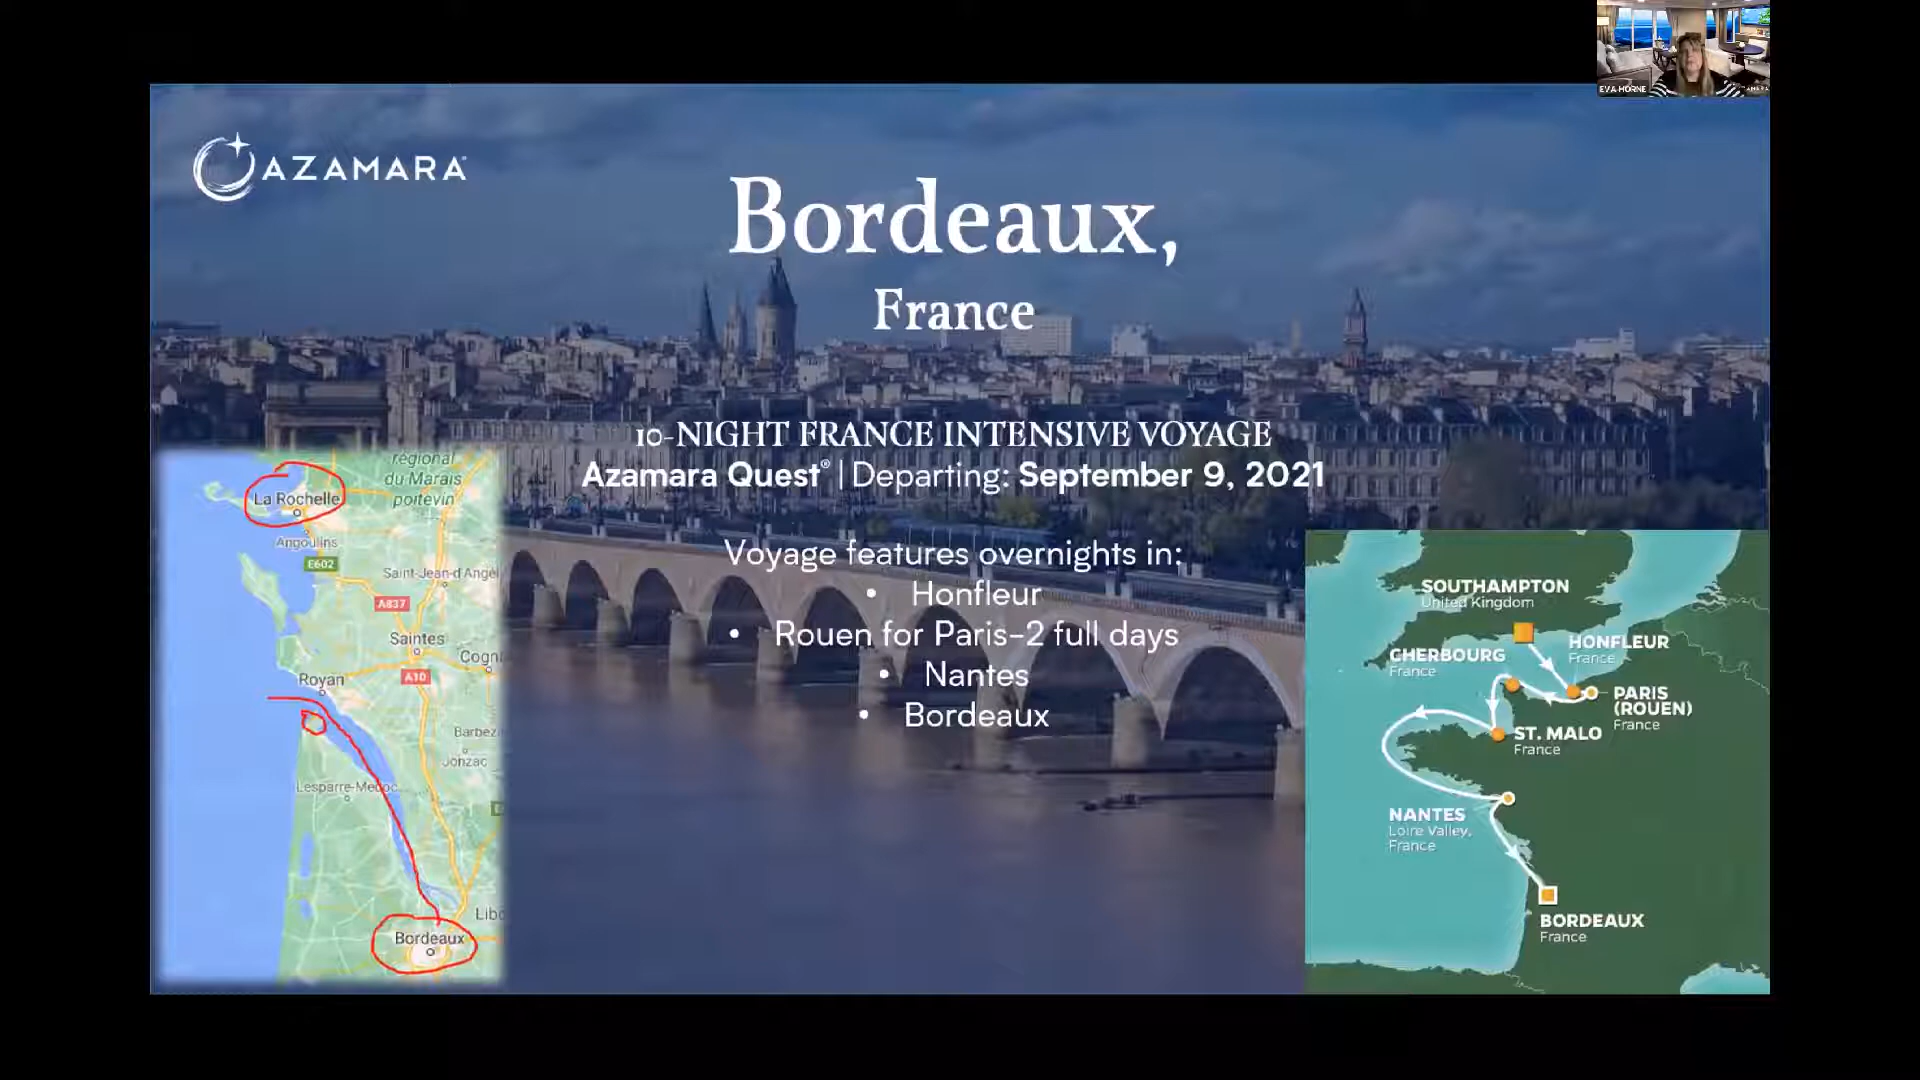 EVA HORNE
AZAMARA
Bordeaux,
France
10-NIGHT FRANCE INTENSIVE VOYAGE
Azamara Quest® | Departing: September 9, 2021
Voyage features overnights in:
• Honfleur
• Rouen for Paris-2 full days
• Nantes
• Bordeaux
régional
du Marais
poitevin
La Rochelle
Angoulins
E602
Saint-Jean-d'Angél
A837
Saintes
Cogn
A10
Royan
Barbez
Jonzac
Lesparre-Médoc
Libo
Bordeaux
SOUTHAMPTON
United Kingdom
HONFLEUR
France
CHERBOURG
France
PARIS
(ROUEN)
France
ST. MALO
France
NANTES
Loire Valley,
France
BORDEAUX
France